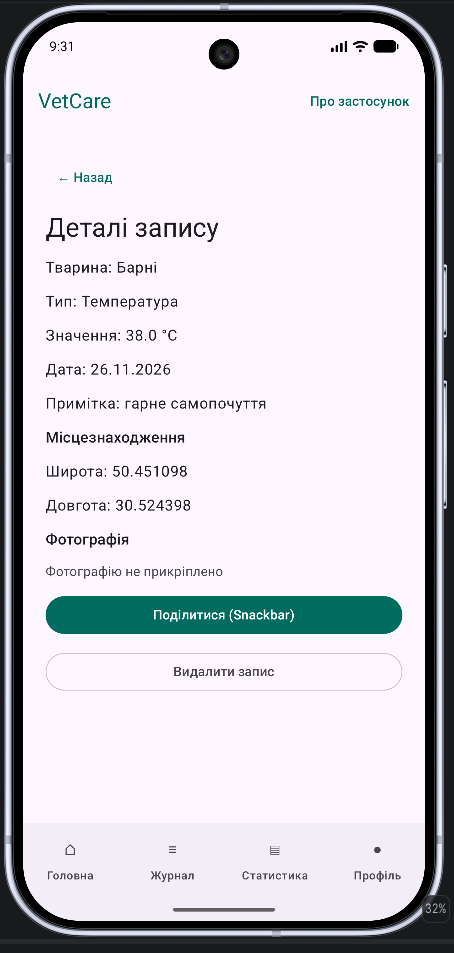 9:31
VetCare
Про застосунок
← Назад
Деталі запису
Тварина: Барні
Тип: Температура
Значення: 38.0 °C
Дата: 26.11.2026
Примітка: гарне самопочуття
Місцезнаходження
Широта: 50.451098
Довгота: 30.524398
Фотографія
Фотографію не прикріплено
Поділитися (Snackbar)
Видалити запис
Головна
Журнал
Статистика
Профіль
32%